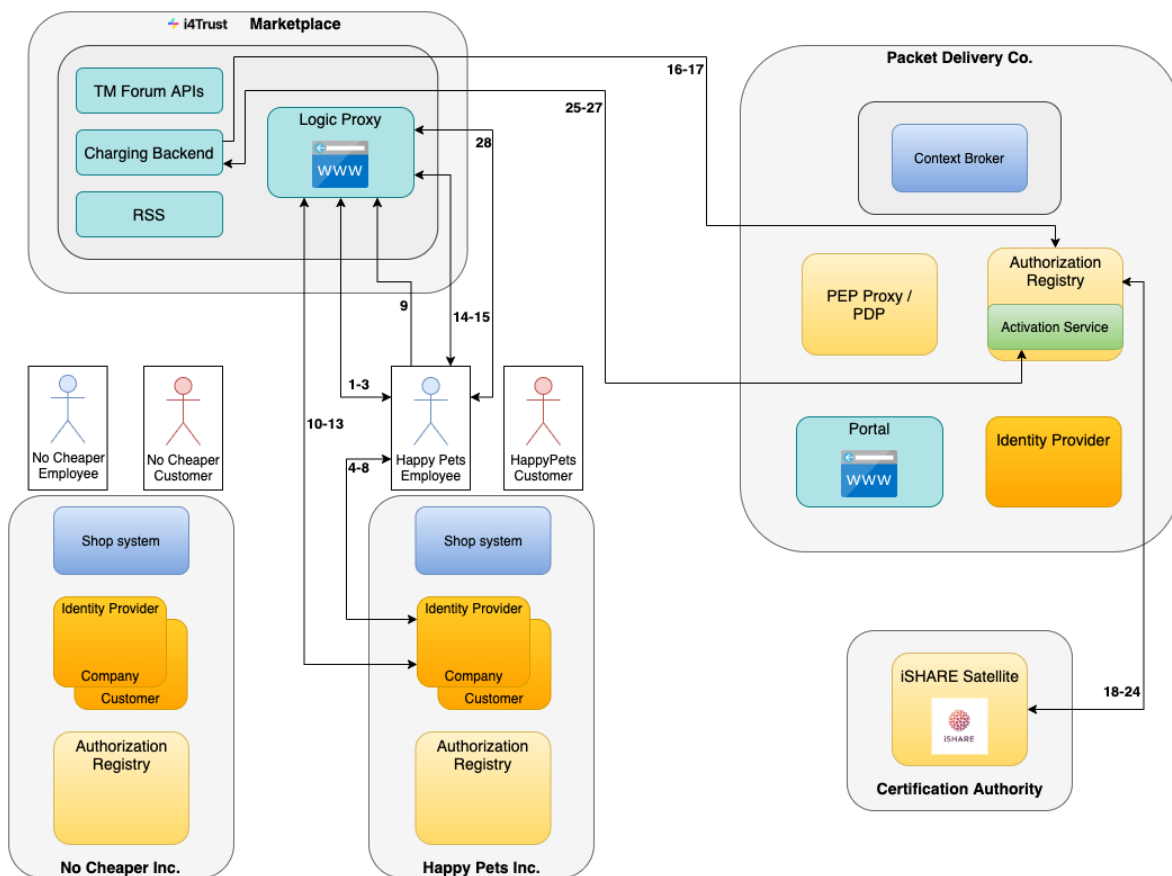 i4Trust Marketplace
TM Forum APIs
Charging Backend
RSS
Logic Proxy
WWW
16-17
25-27
28
9
14-15
1-3
10-13
4-8
Packet Delivery Co.
Context Broker
PEP Proxy /
PDP
Authorization
Registry
Activation Service
Portal
WWW
Identity Provider
No Cheaper
Employee
No Cheaper
Customer
Happy Pets
Employee
HappyPets
Customer
Shop system
Identity Provider
Company
Customer
Authorization
Registry
No Cheaper Inc.
Shop system
Identity Provider
Company
Customer
Authorization
Registry
Happy Pets Inc.
iSHARE Satellite
iSHARE
18-24
Certification Authority